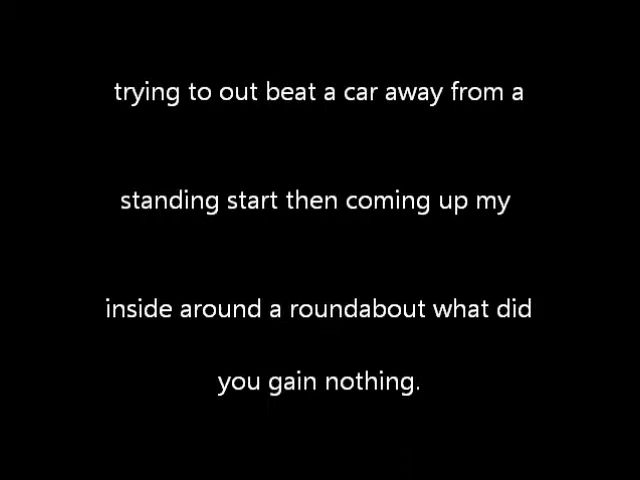 trying to out beat a car away from a
standing start then coming up my
inside around a roundabout what did
you gain nothing.